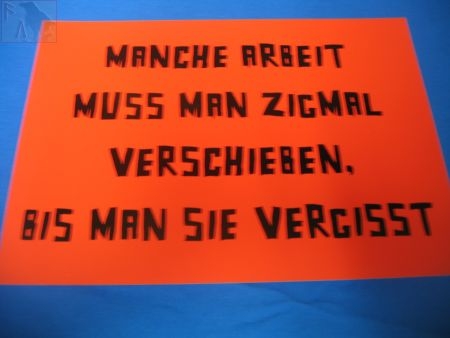 MANCHE ARBEIT
MUSS MAN ZIGMAL
VERSCHIEBEN,
BIS MAN SIE VERGISST